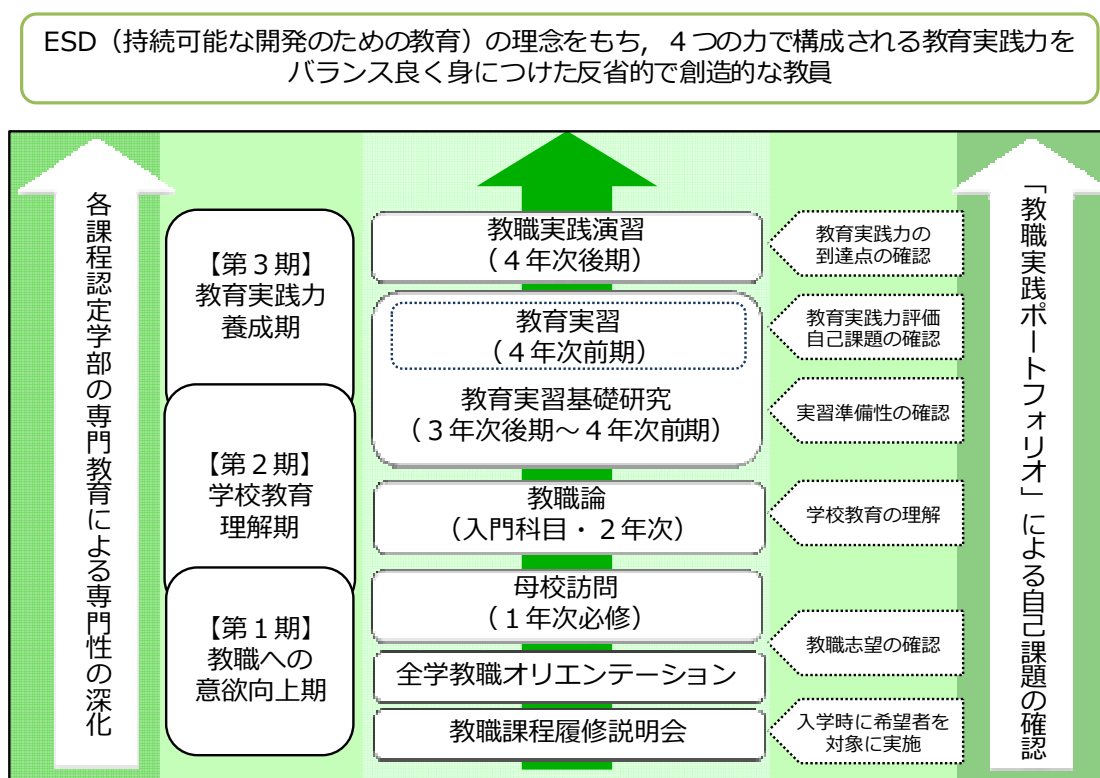 ESD（持続可能な開発のための教育）の理念をもち，４つの力で構成される教育実践力を
バランス良く身につけた反省的で創造的な教員
各課程認定学部の専門教育による専門性の深化
【第３期】
教育実践力
養成期
【第２期】
学校教育
理解期
【第１期】
教職への
意欲向上期
教職実践演習
（４年次後期）
教育実習
（４年次前期）
教育実習基礎研究
（３年次後期～４年次前期）
教職論
（入門科目・２年次）
母校訪問
（１年次必修）
全学教職オリエンテーション
教職課程履修説明会
教育実践力の
到達点の確認
教育実践力評価
自己課題の確認
実習準備性の確認
学校教育の理解
教職志望の確認
入学時に希望者を
対象に実施
「教職実践ポートフォリオ」による自己課題の確認